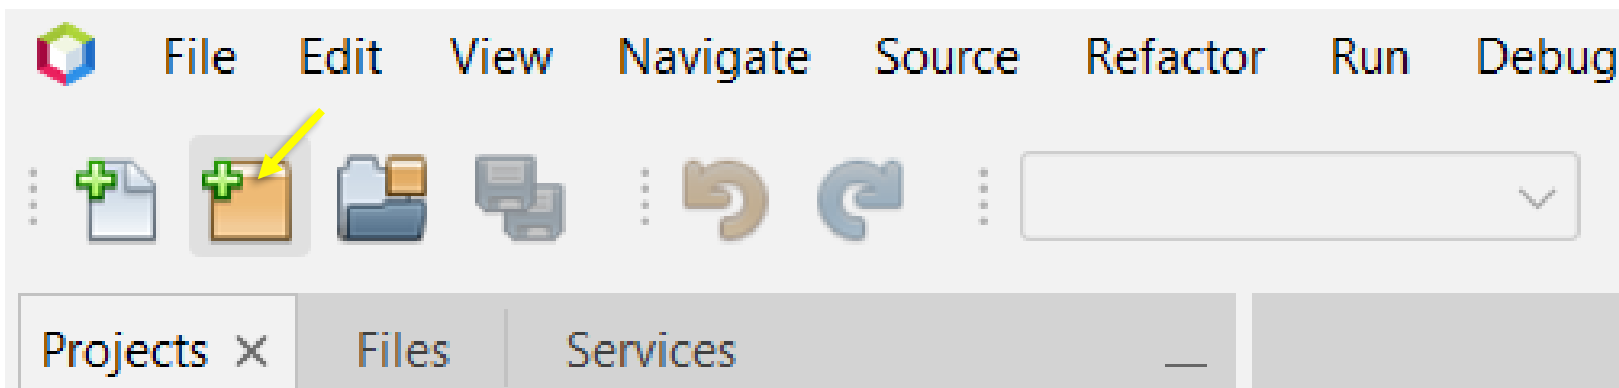 File Edit View Navigate Source Refactor Run Debug
Projects Files Services